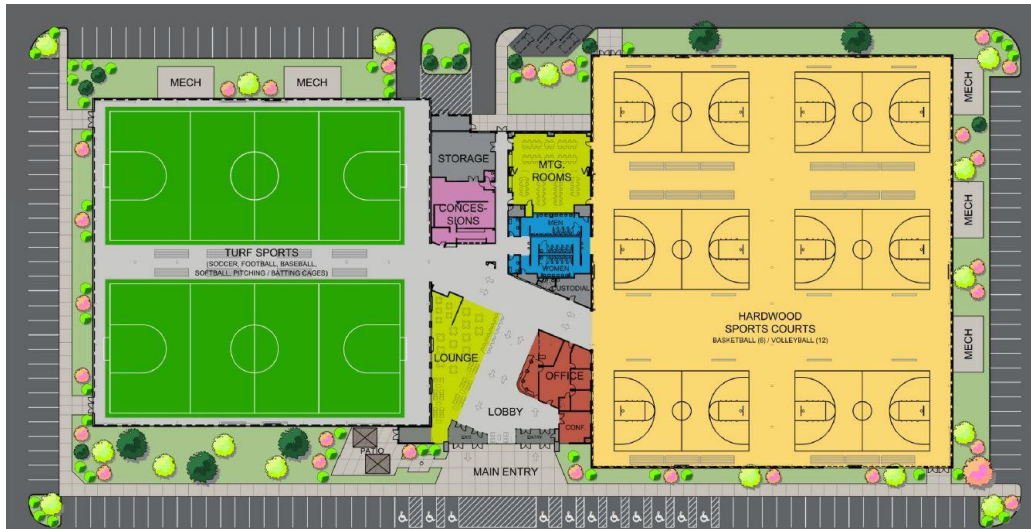 MECH
MECH
MECH
STORAGE
MTG.
ROOMS
CONCES-
SIONS
MECH
MEN
TURF SPORTS
(SOCCER, FOOTBALL, BASEBALL,
SOFTBALL, PITCHING / BATTING CAGES)
WOMEN
CUSTODIAL
HARDWOOD
SPORTS COURTS
BASKETBALL (6) / VOLLEYBALL (12)
MECH
LOUNGE
OFFICE
LOBBY
CONF.
EXIT
ENTRY
PATIO
MAIN ENTRY